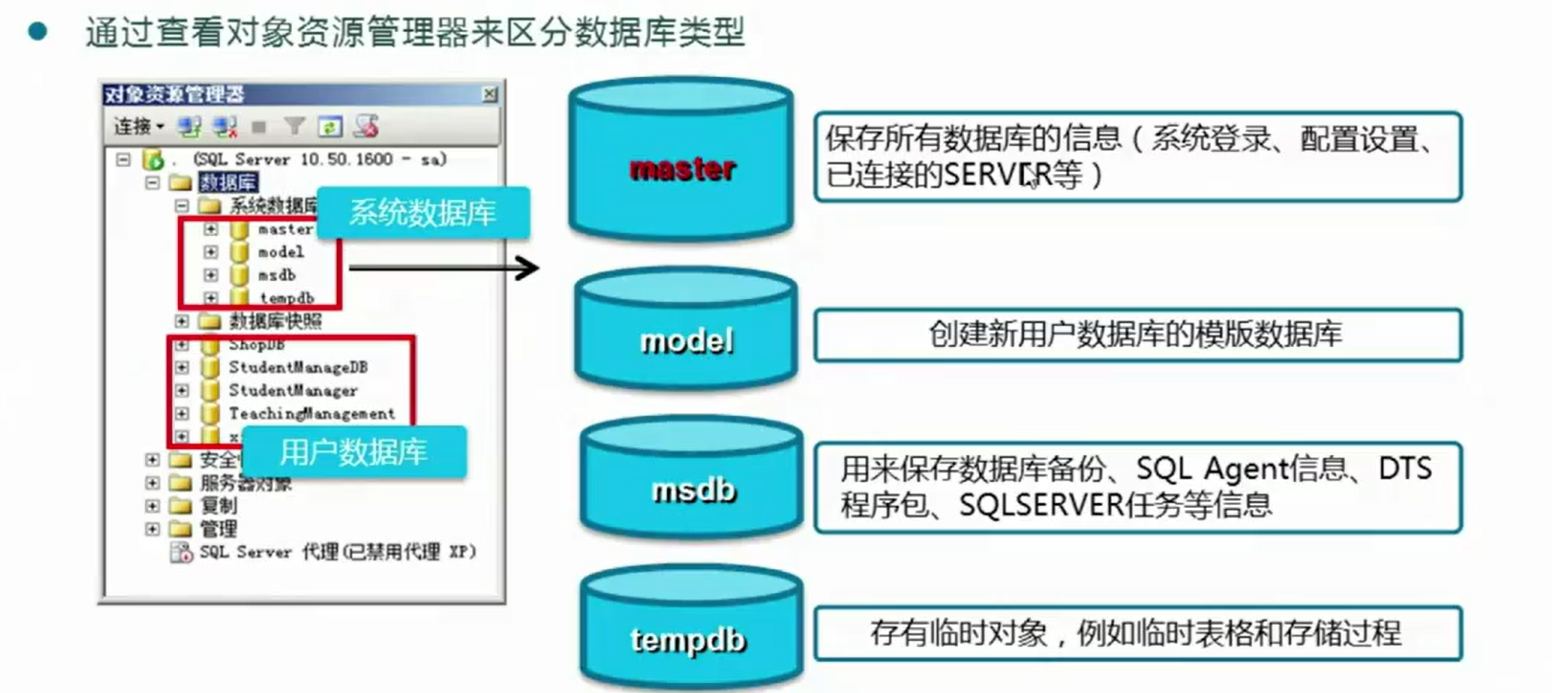 通过查看对象资源管理器来区分数据库类型
对象资源管理器
连接
. (SQL Server 10.50.1600 - sa)
数据库
系统数据库
系统数据库
master
model
msdb
tempdb
数据库快照
ShopDB
StudentManageDB
StudentManager
TeachingManagement
用户数据库
安全
服务器对象
复制
管理
SQL Server 代理(已禁用代理 XP)
master
保存所有数据库的信息（系统登录、配置设置、
已连接的SERVER等）
model
创建新用户数据库的模版数据库
msdb
用来保存数据库备份、SQL Agent信息、DTS
程序包、SQLSERVER任务等信息
tempdb
存有临时对象，例如临时表格和存储过程